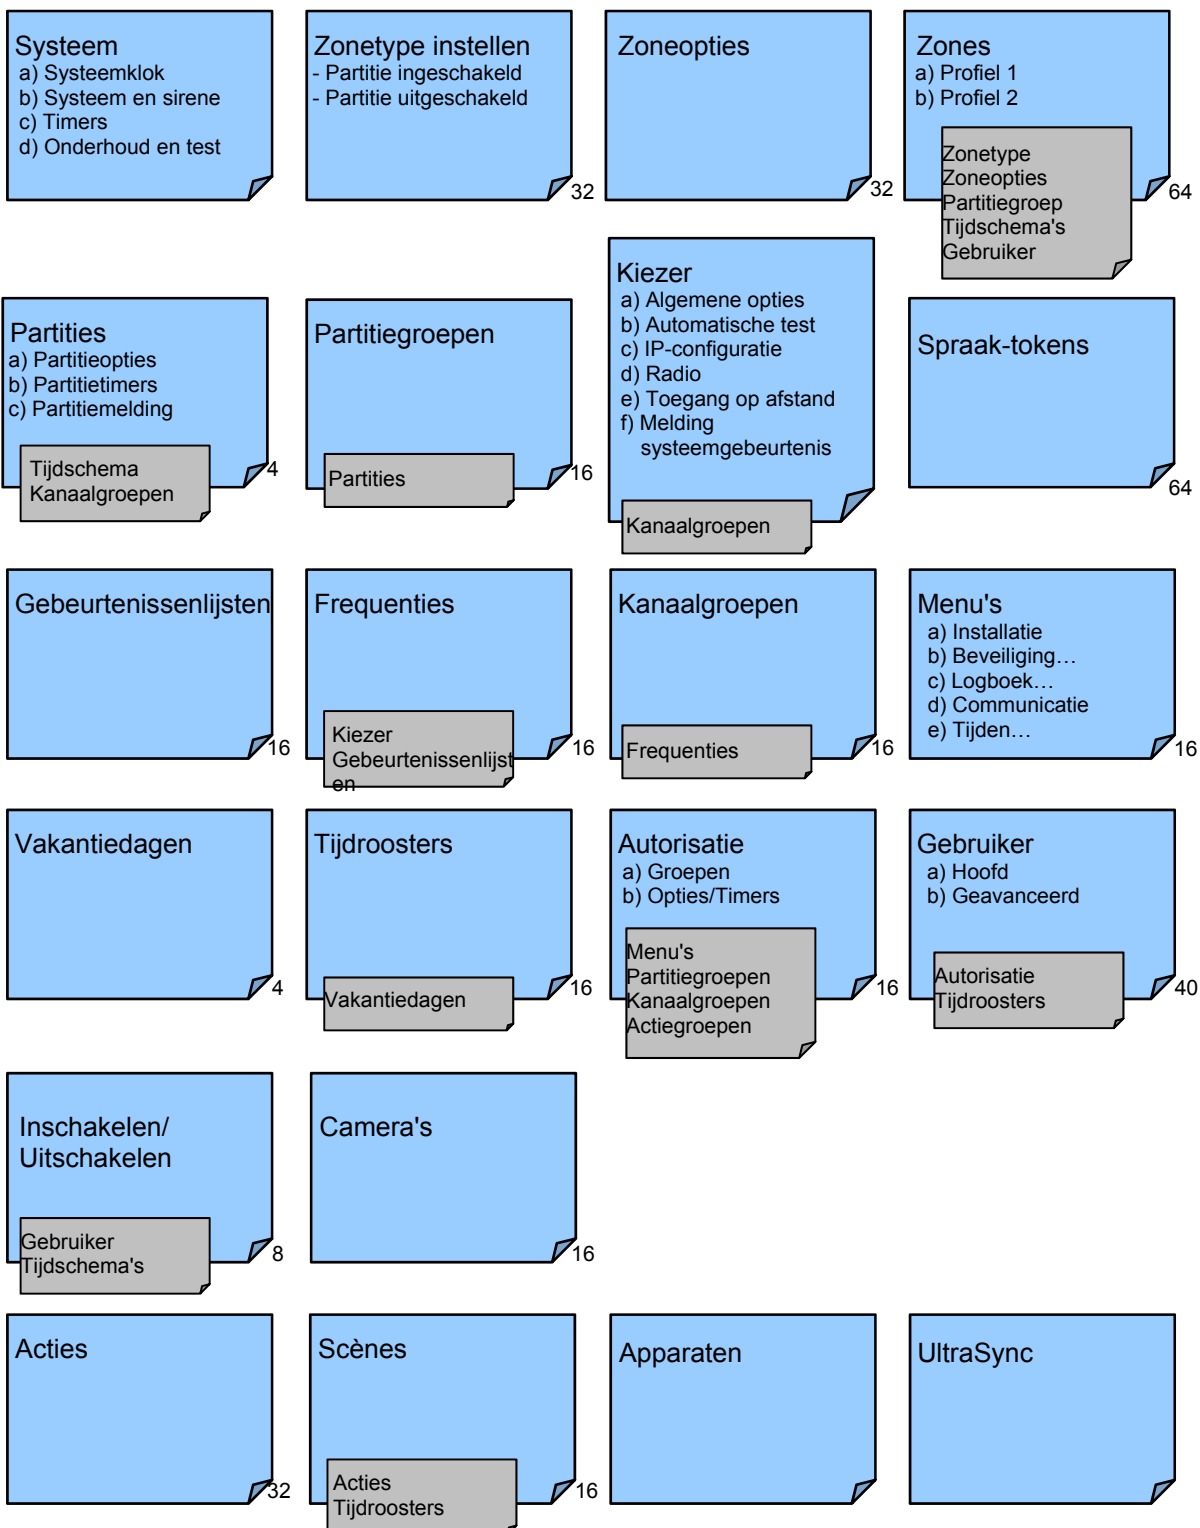 Systeem
a) Systeemklok
b) Systeem en sirene
c) Timers
d) Onderhoud en test
Zonetype instellen
- Partitie ingeschakeld
- Partitie uitgeschakeld
32
Zoneopties
32
Zones
a) Profiel 1
b) Profiel 2
Zonetype
Zoneopties
Partitiegroep
Tijdschema's
Gebruiker
64
Partities
a) Partitieopties
b) Partitietimers
c) Partitiemelding
Tijdschema
Kanaalgroepen
4
Partitiegroepen
Partities
16
Kiezer
a) Algemene opties
b) Automatische test
c) IP-configuratie
d) Radio
e) Toegang op afstand
f) Melding
systeemgebeurtenis
Kanaalgroepen
Spraak-tokens
64
Gebeurtenissenlijsten
16
Frequenties
Kiezer
Gebeurtenissenlijst
en
16
Kanaalgroepen
Frequenties
16
Menu's
a) Installatie
b) Beveiliging…
c) Logboek…
d) Communicatie
e) Tijden…
16
Vakantiedagen
4
Tijdroosters
Vakantiedagen
16
Autorisatie
a) Groepen
b) Opties/Timers
Menu's
Partitiegroepen
Kanaalgroepen
Actiegroepen
16
Gebruiker
a) Hoofd
b) Geavanceerd
Autorisatie
Tijdroosters
40
Inschakelen/
Uitschakelen
Gebruiker
Tijdschema's
8
Camera's
16
Acties
32
Scènes
Acties
Tijdroosters
16
Apparaten
UltraSync